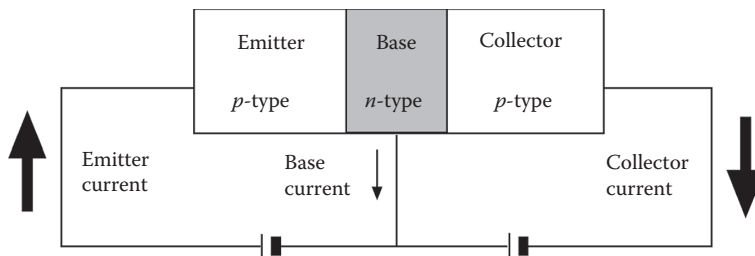 Emitter
Base
Collector
p-type
n-type
p-type
Emitter
current
Base
current
Collector
current